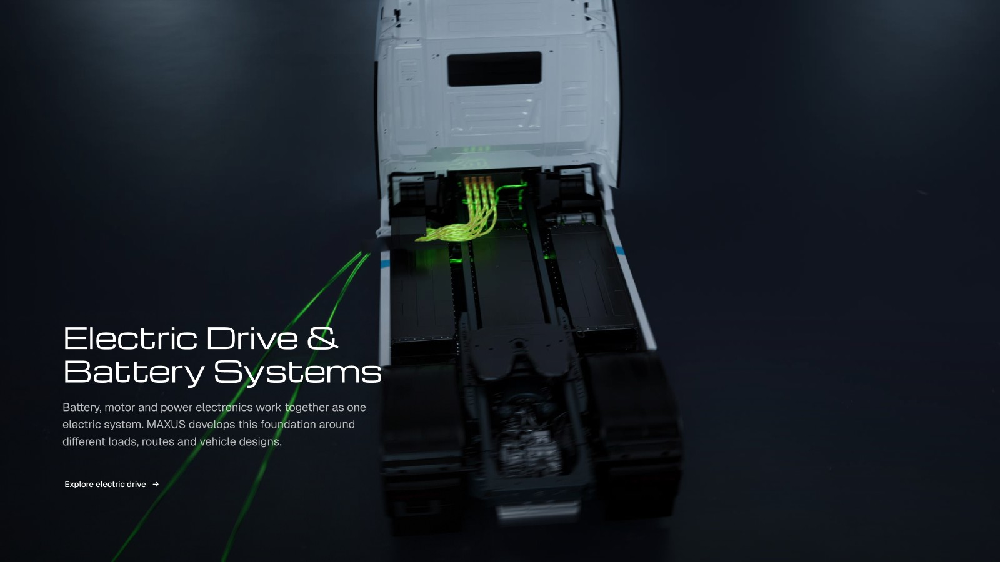 Electric Drive &
Battery Systems
Battery, motor and power electronics work together as one
electric system. MAXUS develops this foundation around
different loads, routes and vehicle designs.
Explore electric drive →